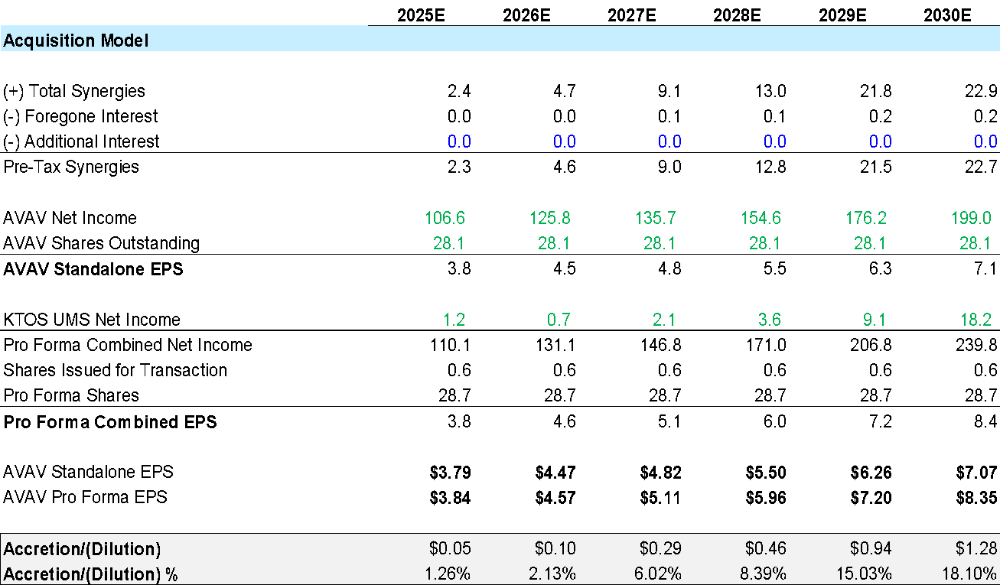 2025E 2026E 2027E 2028E 2029E 2030E
Acquisition Model
(+) Total Synergies 2.4 4.7 9.1 13.0 21.8 22.9
(-) Foregone Interest 0.0 0.0 0.1 0.1 0.2 0.2
(-) Additional Interest 0.0 0.0 0.0 0.0 0.0 0.0
Pre-Tax Synergies 2.3 4.6 9.0 12.8 21.5 22.7
AVAV Net Income 106.6 125.8 135.7 154.6 176.2 199.0
AVAV Shares Outstanding 28.1 28.1 28.1 28.1 28.1 28.1
AVAV Standalone EPS 3.8 4.5 4.8 5.5 6.3 7.1
KTOS UMS Net Income 1.2 0.7 2.1 3.6 9.1 18.2
Pro Forma Combined Net Income 110.1 131.1 146.8 171.0 206.8 239.8
Shares Issued for Transaction 0.6 0.6 0.6 0.6 0.6 0.6
Pro Forma Shares 28.7 28.7 28.7 28.7 28.7 28.7
Pro Forma Combined EPS 3.8 4.6 5.1 6.0 7.2 8.4
AVAV Standalone EPS $3.79 $4.47 $4.82 $5.50 $6.26 $7.07
AVAV Pro Forma EPS $3.84 $4.57 $5.11 $5.96 $7.20 $8.35
Accretion/(Dilution) $0.05 $0.10 $0.29 $0.46 $0.94 $1.28
Accretion/(Dilution) % 1.26% 2.13% 6.02% 8.39% 15.03% 18.10%